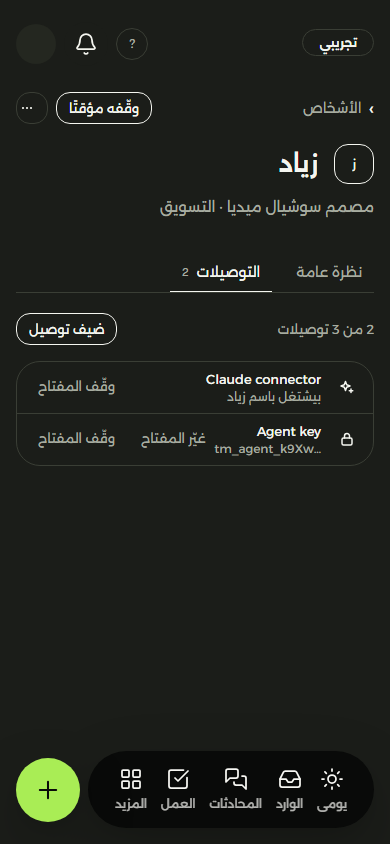 تجريبي
?
الأشخاص
وقّفه مؤقتًا
...
ز
زياد
مصمم سوشيال ميديا · التسويق
نظرة عامة
التوصيلات 2
2 من 3 توصيلات
ضيف توصيل
Claude connector
بيشتغل باسم زياد
وقّف المفتاح
Agent key
tm_agent_k9Xw...
غيّر المفتاح
وقّف المفتاح
يومي
الوارد
المحادثات
العمل
المزيد